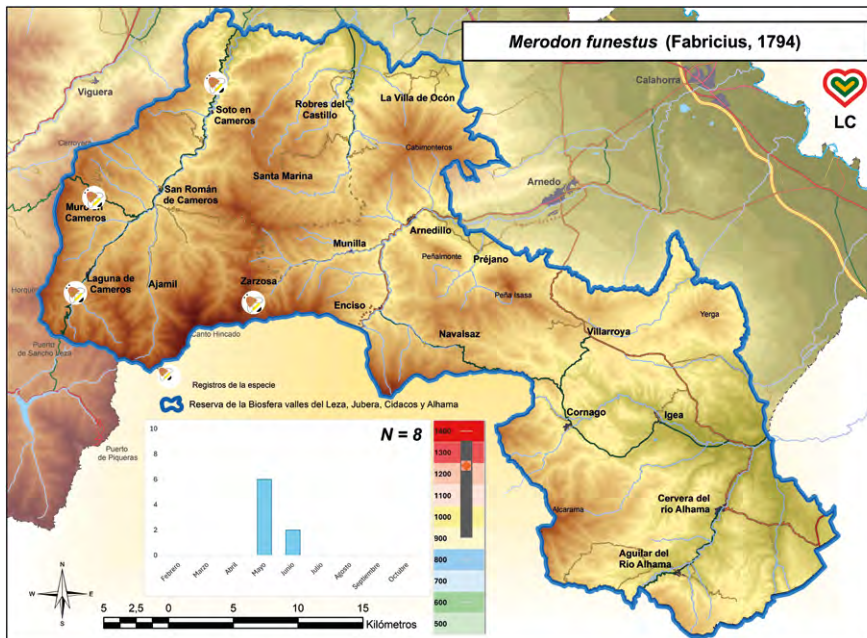 Merodon funestus (Fabricius, 1794)
LC
Viguera
Calahorra
Soto en
Cameros
Robres del
Castillo
La Villa de Ocón
Cabimonteros
Santa Marina
Arnedo
San Román
de Cameros
Muro en
Cameros
Munilla
Arnedillo
Peñalmonte
Préjano
Laguna de
Cameros
Ajamil
Zarzosa
Enciso
Peña Isasa
Navalsaz
Villarroya
Yerga
Canto Hincado
Puerto
de Sancho Leza
Registros de la especie
Reserva de la Biosfera valles del Leza, Jubera, Cidacos y Alhama
Puerto
de Piqueras
Cornago
Igea
Alcarama
Cervera del
río Alhama
Aguilar del
Río Alhama
N = 8
10
8
6
4
2
0
Febrero
Marzo
Abril
Mayo
Junio
Julio
Agosto
Septiembre
Octubre
1400
1300
1200
1100
1000
900
800
700
600
500
N
W
E
S
5 2,5 0 5 10 15
Kilómetros